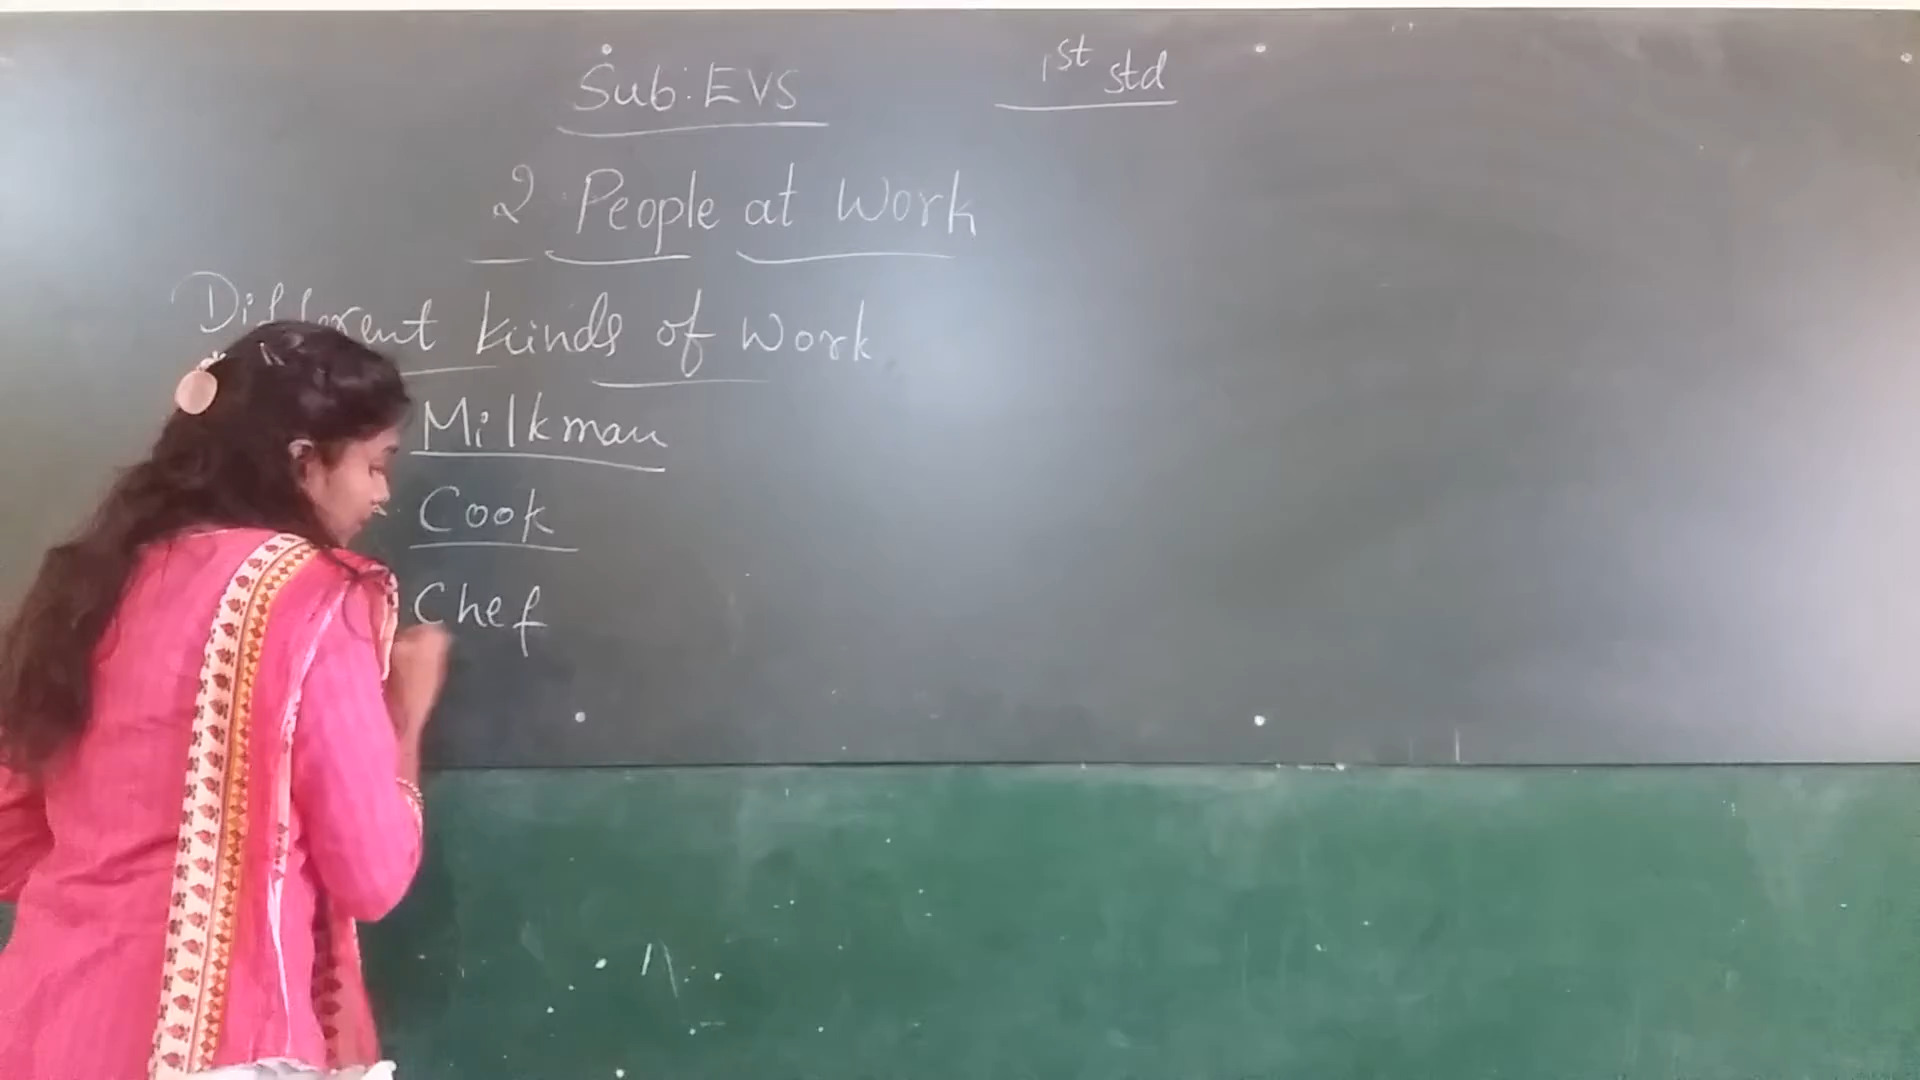 Sub: EVS 1st std
2 People at Work
Different kinds of work
Milkman
Cook
Chef